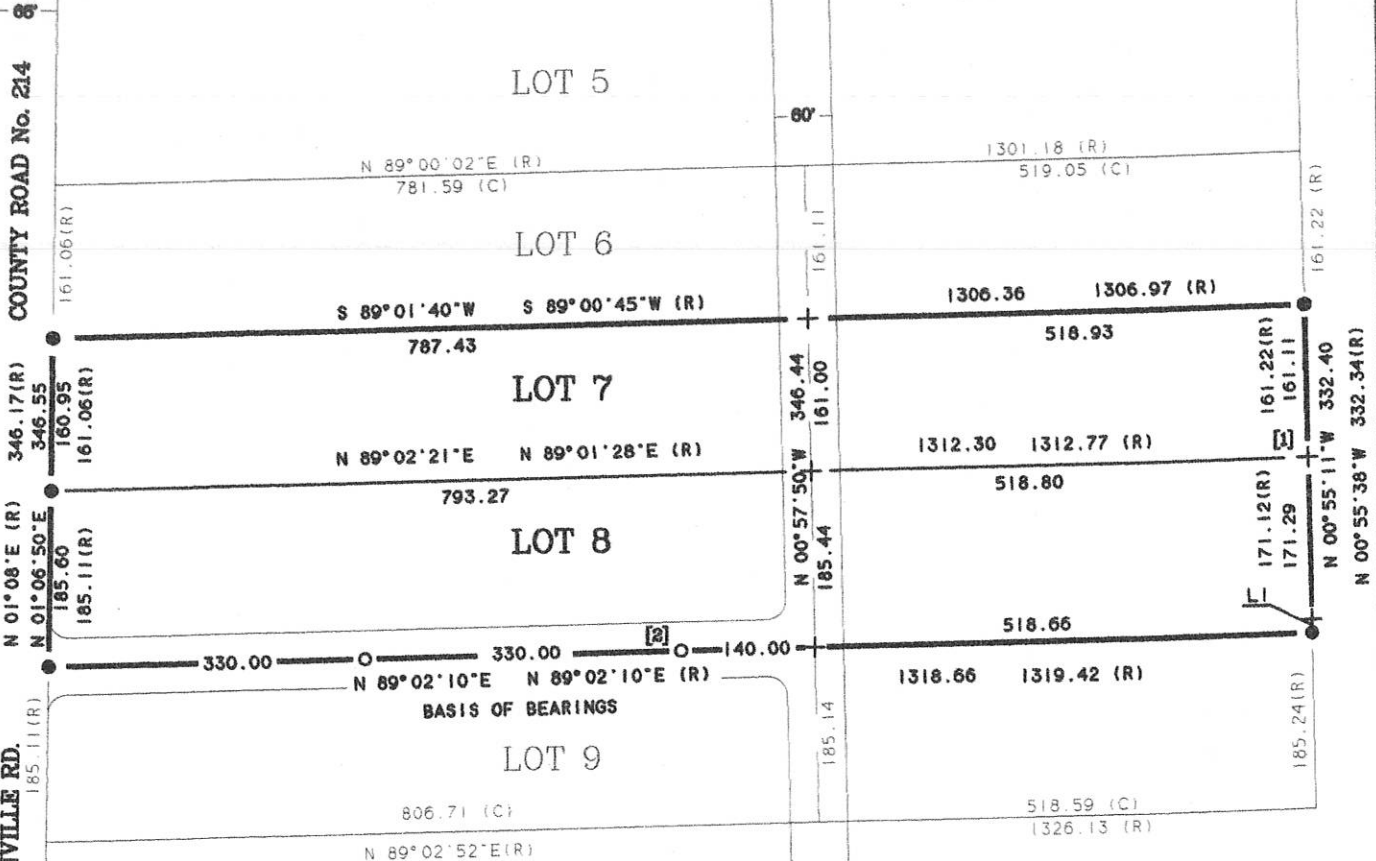 66'
COUNTY ROAD No. 214
LOT 5
60'
N 89°00'02"E (R)
781.59 (C)
1301.18 (R)
519.05 (C)
161.06(R)
LOT 6
161.11
161.22 (R)
S 89°01'40"W S 89°00'45"W (R)
787.43
1306.36 1306.97 (R)
518.93
346.17(R)
346.55
160.95
161.06(R)
LOT 7
346.44
161.00
161.22(R)
161.11
332.40
332.34(R)
N 89°02'21"E N 89°01'28"E (R)
793.27
1312.30 1312.77 (R)
518.80
[1]
N 01°08'E (R)
N 01°06'50"E
185.60
185.11(R)
LOT 8
N 00°57'50"W
185.44
171.12(R)
171.29
N 00°55'11"W
N 00°55'38"W
L1
330.00
330.00
[2]
140.00
518.66
N 89°02'10"E N 89°02'10"E (R)
BASIS OF BEARINGS
1318.66 1319.42 (R)
185.11(R)
LOT 9
185.14
185.24(R)
VILLE RD.
806.71 (C)
N 89°02'52"E(R)
518.59 (C)
1326.13 (R)